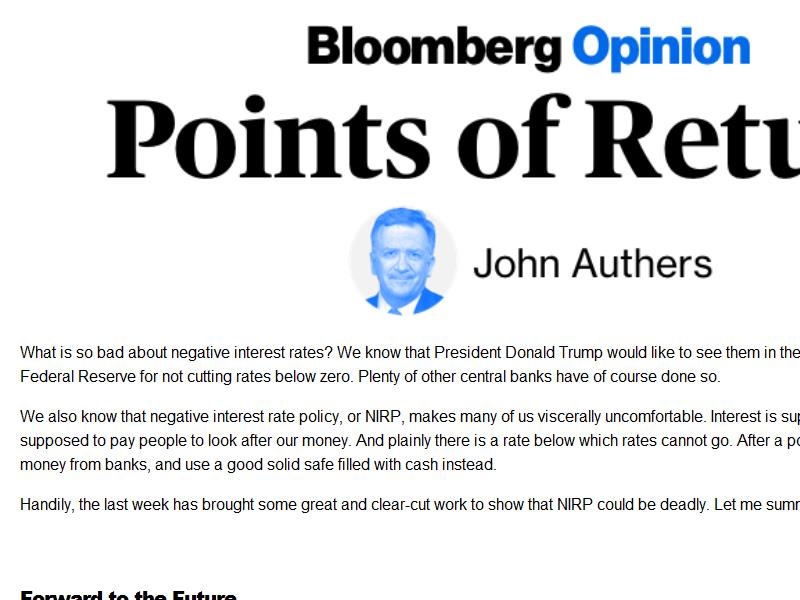 Bloomberg Opinion
Points of Retu
John Authers
What is so bad about negative interest rates? We know that President Donald Trump would like to see them in the
Federal Reserve for not cutting rates below zero. Plenty of other central banks have of course done so.
We also know that negative interest rate policy, or NIRP, makes many of us viscerally uncomfortable. Interest is sup
supposed to pay people to look after our money. And plainly there is a rate below which rates cannot go. After a po
money from banks, and use a good solid safe filled with cash instead.
Handily, the last week has brought some great and clear-cut work to show that NIRP could be deadly. Let me summ
Forward to the Future